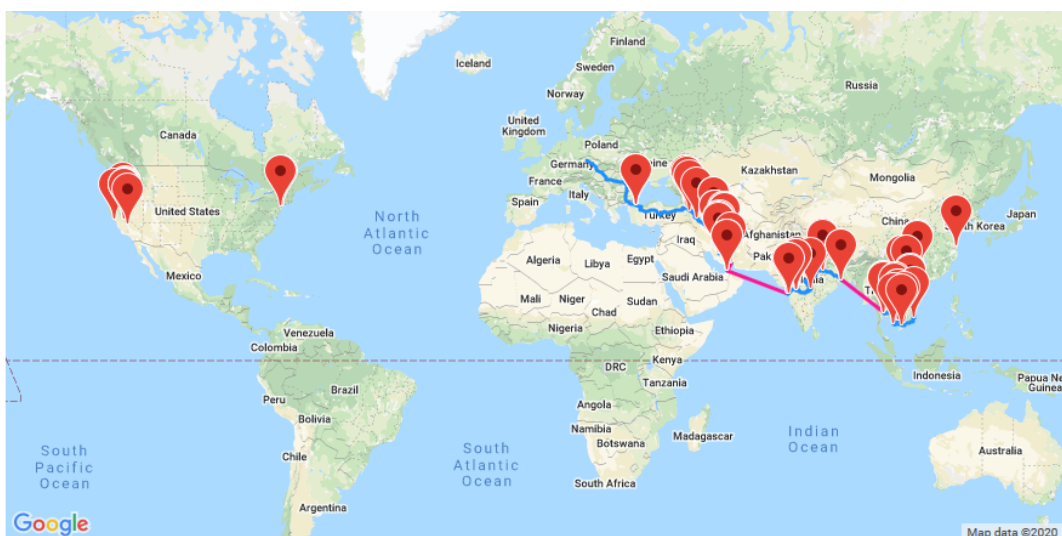 Iceland
Finland
Sweden
Russia
Norway
Canada
United
Kingdom
Poland
Germany
ine
Kazakhstan
Mongolia
France
Italy
Spain
Turkey
United States
North
Atlantic
Ocean
China
South Korea
Japan
Afghanistan
Iraq
Pak
Algeria
Libya
Egypt
Saudi Arabia
Mexico
Mali
Niger
Sudan
Chad
Nigeria
Ethiopia
Venezuela
Colombia
Kenya
DRC
Tanzania
Indonesia
Papua New
Guinea
Peru
Brazil
Bolivia
Angola
Namibia
Botswana
Madagascar
Indian
Ocean
Australia
South
Pacific
Ocean
Chile
South
Atlantic
Ocean
South Africa
Argentina
Google
Map data ©2020